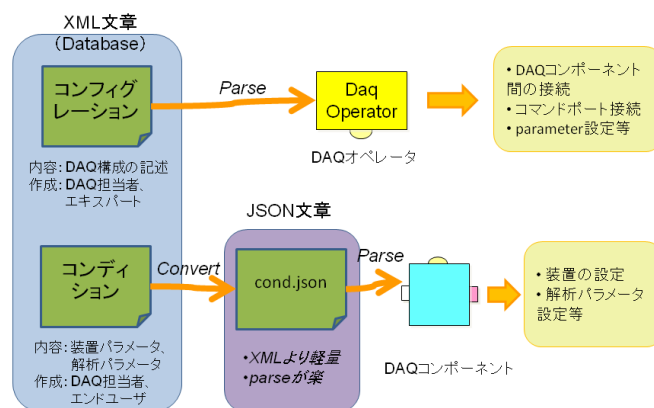 XML文章
(Database)
コンフィグ
レーション
Parse
Daq
Operator
DAQオペレータ
• DAQコンポーネント
間の接続
• コマンドポート接続
• parameter設定等
内容：DAQ構成の記述
作成：DAQ担当者、
エキスパート
JSON文章
コンディ
ション
Convert
cond.json
Parse
• 装置の設定
• 解析パラメータ
設定等
内容：装置パラメータ、
解析パラメータ
作成：DAQ担当者、
エンドユーザ
•XMLより軽量
•parseが楽
DAQコンポーネント